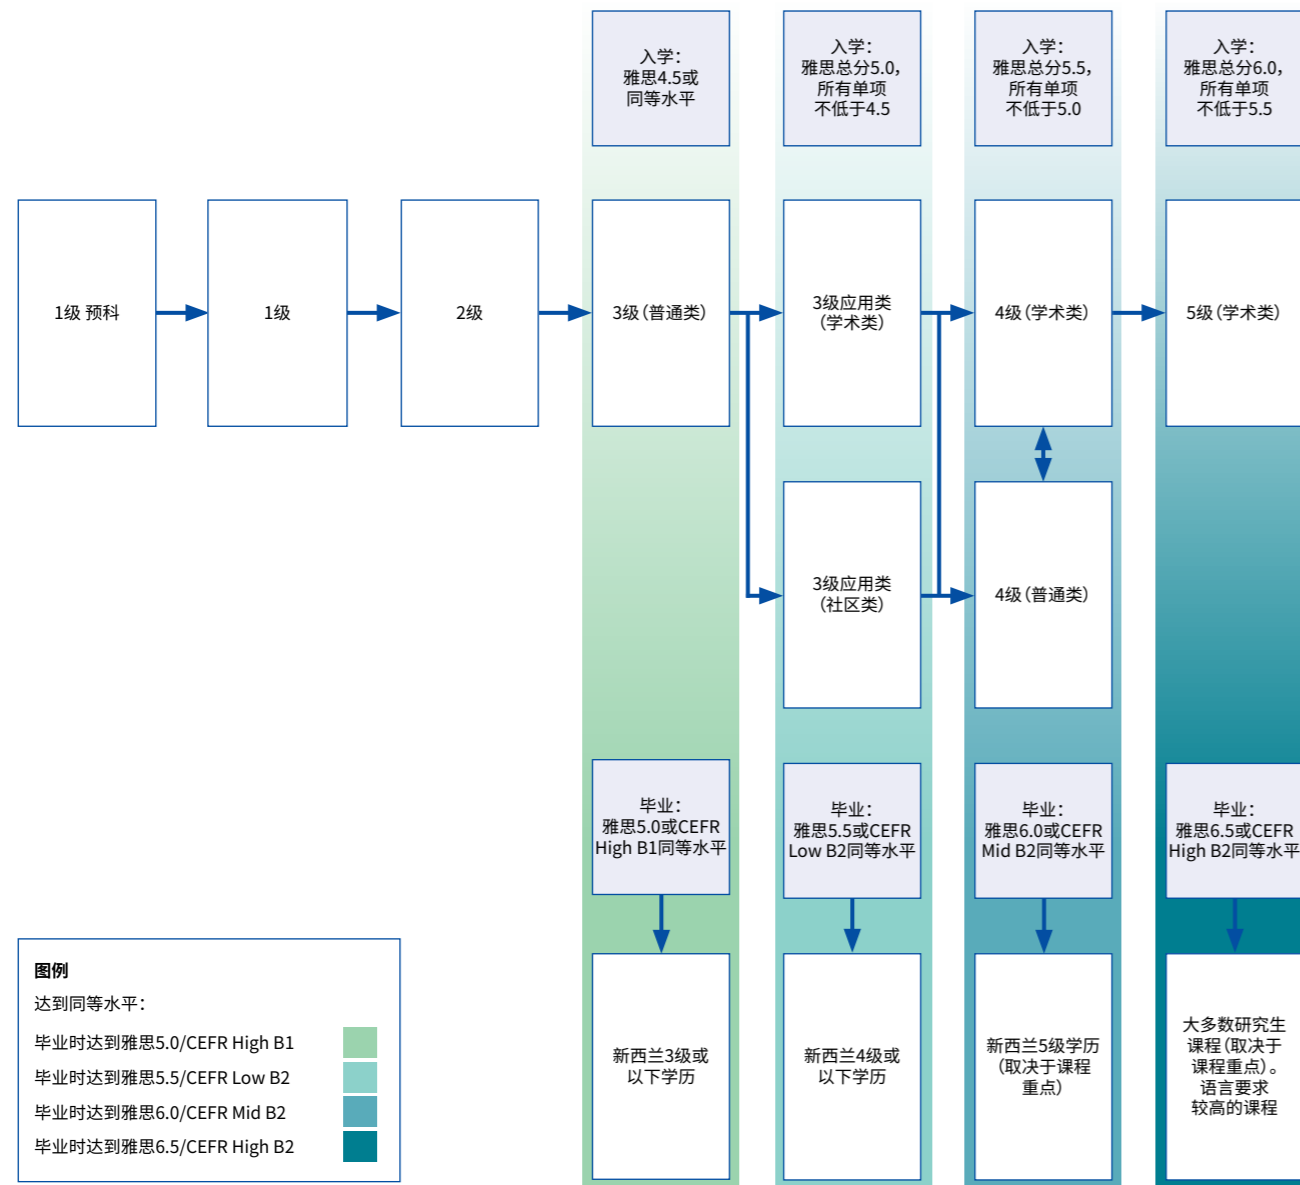 入学：
雅思4.5或
同等水平
入学：
雅思总分5.0，
所有单项
不低于4.5
入学：
雅思总分5.5，
所有单项
不低于5.0
入学：
雅思总分6.0，
所有单项
不低于5.5
1级 预科
1级
2级
3级（普通类）
3级应用类
（学术类）
4级（学术类）
5级（学术类）
3级应用类
（社区类）
4级（普通类）
毕业：
雅思5.0或CEFR
High B1同等水平
毕业：
雅思5.5或CEFR
Low B2同等水平
毕业：
雅思6.0或CEFR
Mid B2同等水平
毕业：
雅思6.5或CEFR
High B2同等水平
新西兰3级或
以下学历
新西兰4级或
以下学历
新西兰5级学历
（取决于课程
重点）
大多数研究生
课程（取决于
课程重点）。
语言要求
较高的课程
图例
达到同等水平：
毕业时达到雅思5.0/CEFR High B1
毕业时达到雅思5.5/CEFR Low B2
毕业时达到雅思6.0/CEFR Mid B2
毕业时达到雅思6.5/CEFR High B2